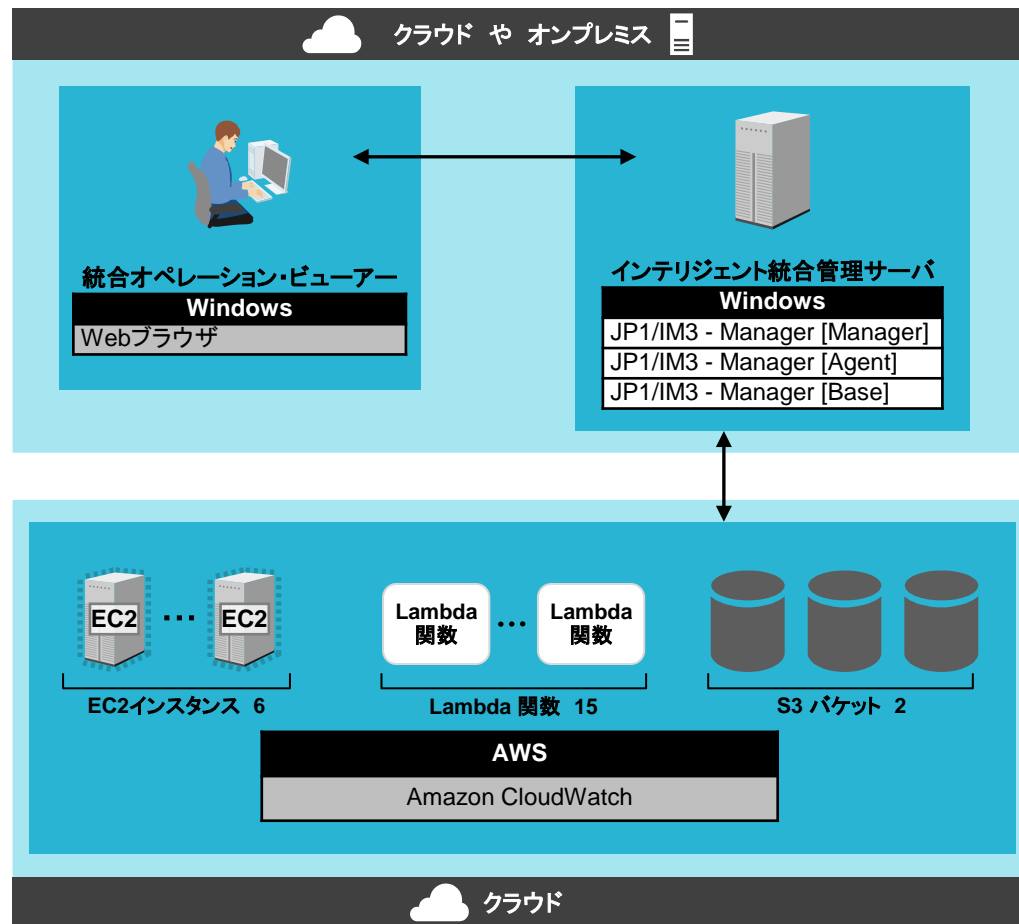 クラウド や オンプレミス
統合オペレーション・ビューアー
Windows
Webブラウザ
インテリジェント統合管理サーバ
Windows
JP1/IM3 - Manager [Manager]
JP1/IM3 - Manager [Agent]
JP1/IM3 - Manager [Base]
EC2
…
EC2
EC2インスタンス 6
Lambda
関数
…
Lambda
関数
Lambda 関数 15
S3 バケット 2
AWS
Amazon CloudWatch
クラウド